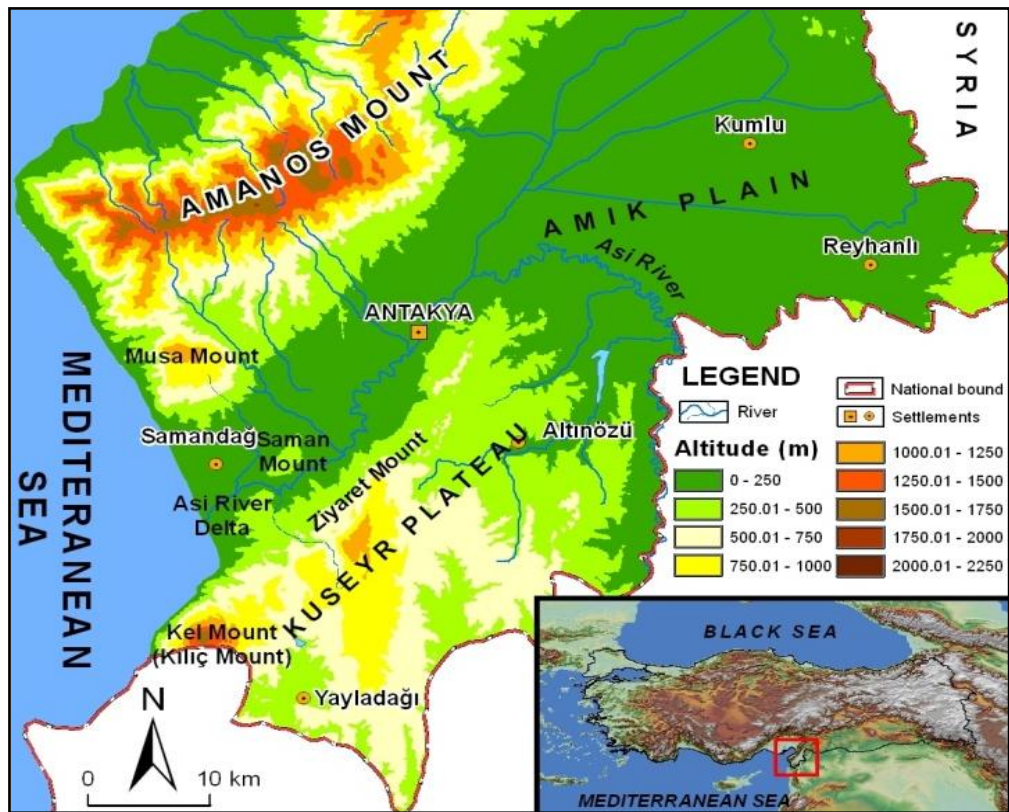 SYRIA
AMANOS MOUNT
Kumlu
AMIK PLAIN
Reyhanlı
Asi River
ANTAKYA
Musa Mount
MEDITERANEAN
SEA
Samandağ
Saman
Mount
Asi River
Delta
Ziyaret Mount
Altınözü
KUSEYR PLATEAU
Kel Mount
(Kılıç Mount)
Yayladağı
N
0 10 km
LEGEND
River
National bound
Settlements
Altitude (m)
0 - 250
250.01 - 500
500.01 - 750
750.01 - 1000
1000.01 - 1250
1250.01 - 1500
1500.01 - 1750
1750.01 - 2000
2000.01 - 2250
BLACK SEA
MEDITERRANEAN SEA